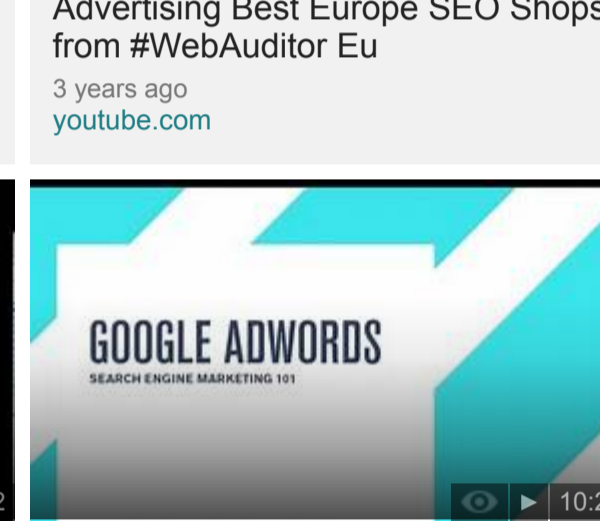 Advertising Best Europe SEO Shops
from #WebAuditor Eu
3 years ago
youtube.com
GOOGLE ADWORDS
SEARCH ENGINE MARKETING 101